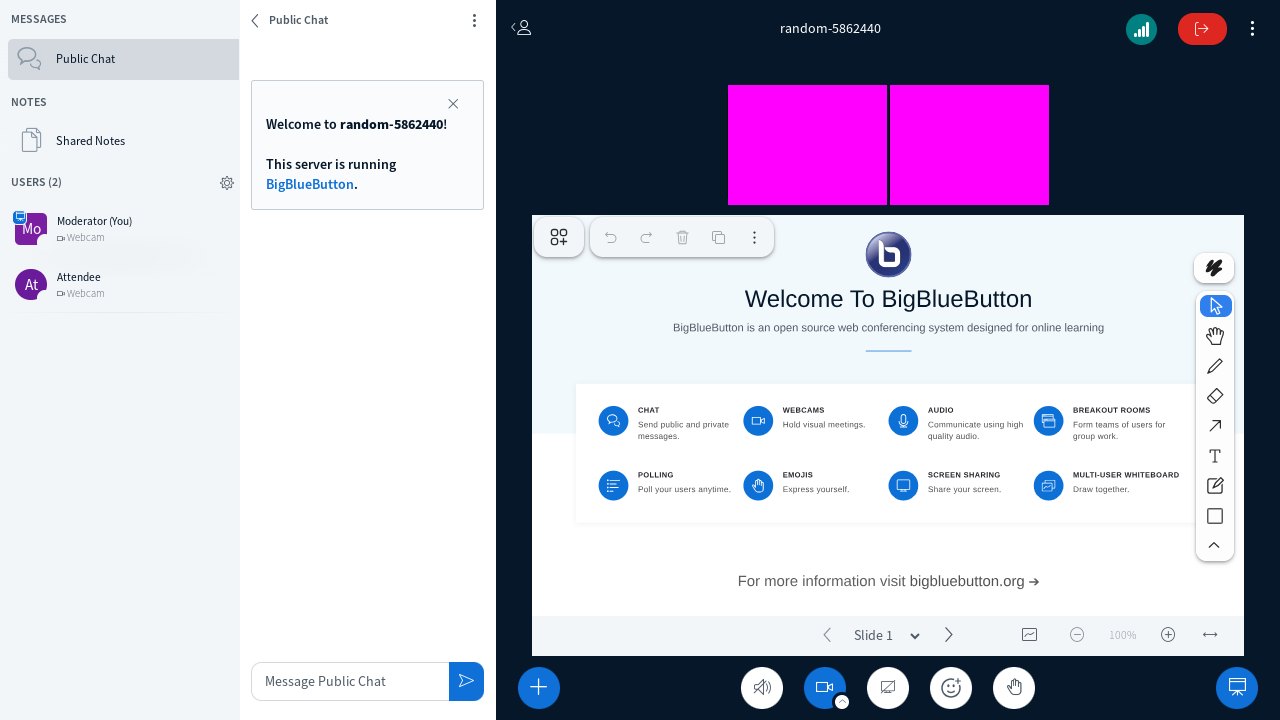 MESSAGES
Public Chat
NOTES
Shared Notes
USERS (2)
Mo
Moderator (You)
Webcam
At
Attendee
Webcam
Public Chat
Welcome to random-5862440!
This server is running
BigBlueButton.
Message Public Chat
random-5862440
Welcome To BigBlueButton
BigBlueButton is an open source web conferencing system designed for online learning
CHAT
Send public and private
messages.
WEBCAMS
Hold visual meetings.
AUDIO
Communicate using high
quality audio.
BREAKOUT ROOMS
Form teams of users for
group work.
POLLING
Poll your users anytime.
EMOJIS
Express yourself.
SCREEN SHARING
Share your screen.
MULTI-USER WHITEBOARD
Draw together.
For more information visit bigbluebutton.org →
Slide 1
100%